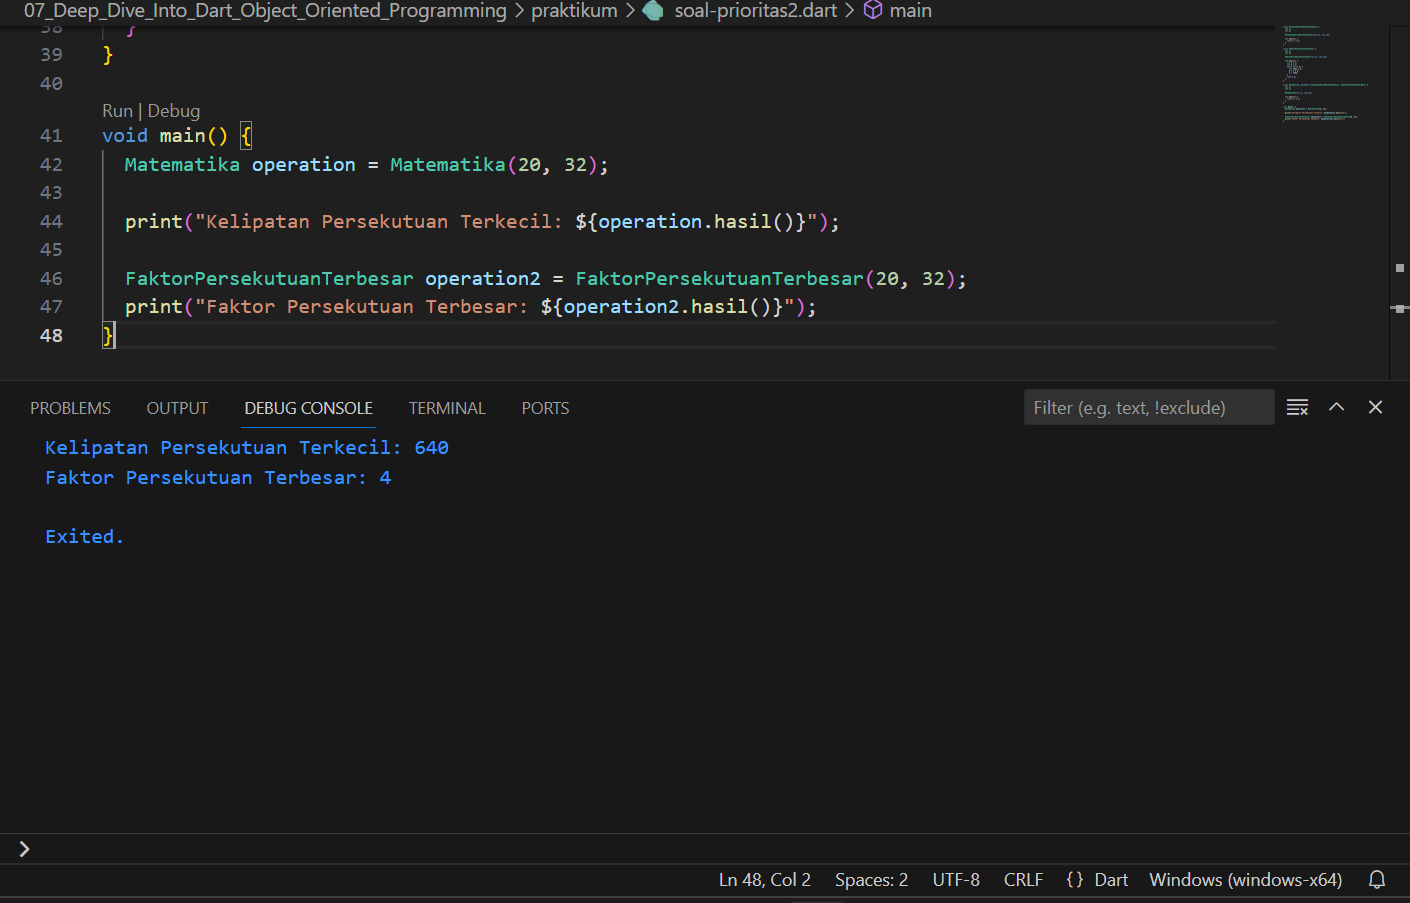 07_Deep_Dive_Into_Dart_Object_Oriented_Programming > praktikum > soal-prioritas2.dart > main
38 }
39 }
40
Run | Debug
41 void main() {
42 Matematika operation = Matematika(20, 32);
43
44 print("Kelipatan Persekutuan Terkecil: ${operation.hasil()}");
45
46 FaktorPersekutuanTerbesar operation2 = FaktorPersekutuanTerbesar(20, 32);
47 print("Faktor Persekutuan Terbesar: ${operation2.hasil()}");
48 }
PROBLEMS OUTPUT DEBUG CONSOLE TERMINAL PORTS Filter (e.g. text, !exclude)
Kelipatan Persekutuan Terkecil: 640
Faktor Persekutuan Terbesar: 4
Exited.
>
Ln 48, Col 2 Spaces: 2 UTF-8 CRLF {} Dart Windows (windows-x64)